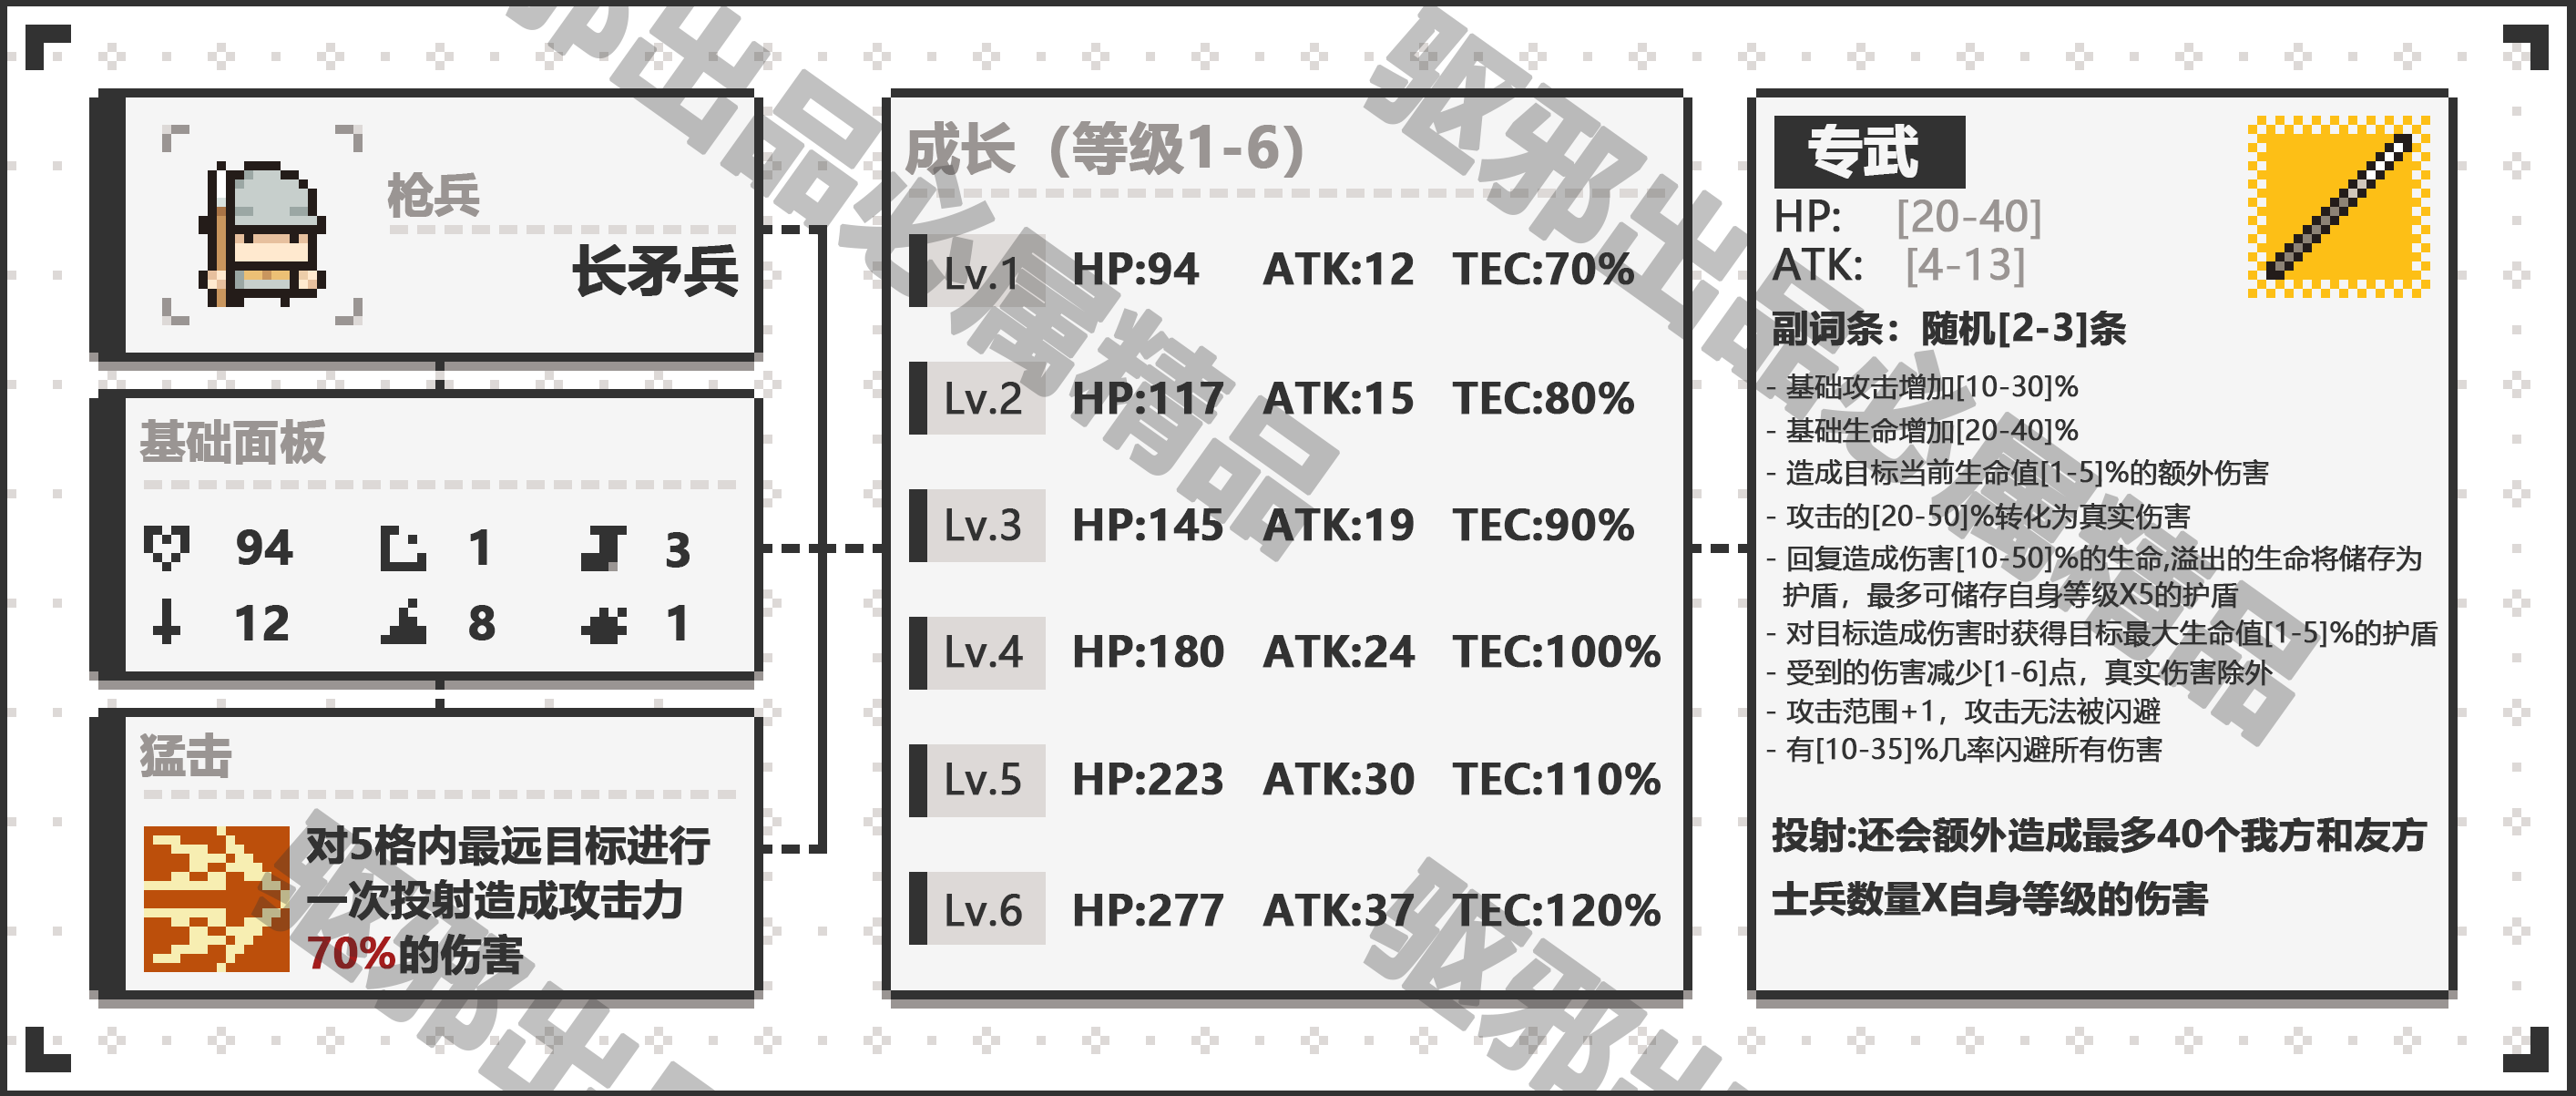 枪兵
长矛兵
基础面板
94 1 3
12 8 1
猛击
对5格内最远目标进行
一次投射造成攻击力
70%的伤害
成长（等级1-6）
Lv.1 HP:94 ATK:12 TEC:70%
Lv.2 HP:117 ATK:15 TEC:80%
Lv.3 HP:145 ATK:19 TEC:90%
Lv.4 HP:180 ATK:24 TEC:100%
Lv.5 HP:223 ATK:30 TEC:110%
Lv.6 HP:277 ATK:37 TEC:120%
专武
HP: [20-40]
ATK: [4-13]
副词条：随机[2-3]条
- 基础攻击增加[10-30]%
- 基础生命增加[20-40]%
- 造成目标当前生命值[1-5]%的额外伤害
- 攻击的[20-50]%转化为真实伤害
- 回复造成伤害[10-50]%的生命,溢出的生命将储存为
护盾，最多可储存自身等级X5的护盾
- 对目标造成伤害时获得目标最大生命值[1-5]%的护盾
- 受到的伤害减少[1-6]点，真实伤害除外
- 攻击范围+1，攻击无法被闪避
- 有[10-35]%几率闪避所有伤害
投射:还会额外造成最多40个我方和友方
士兵数量X自身等级的伤害
邪出品必属精品
驱邪出品必属精品
驱邪出品
驱邪出